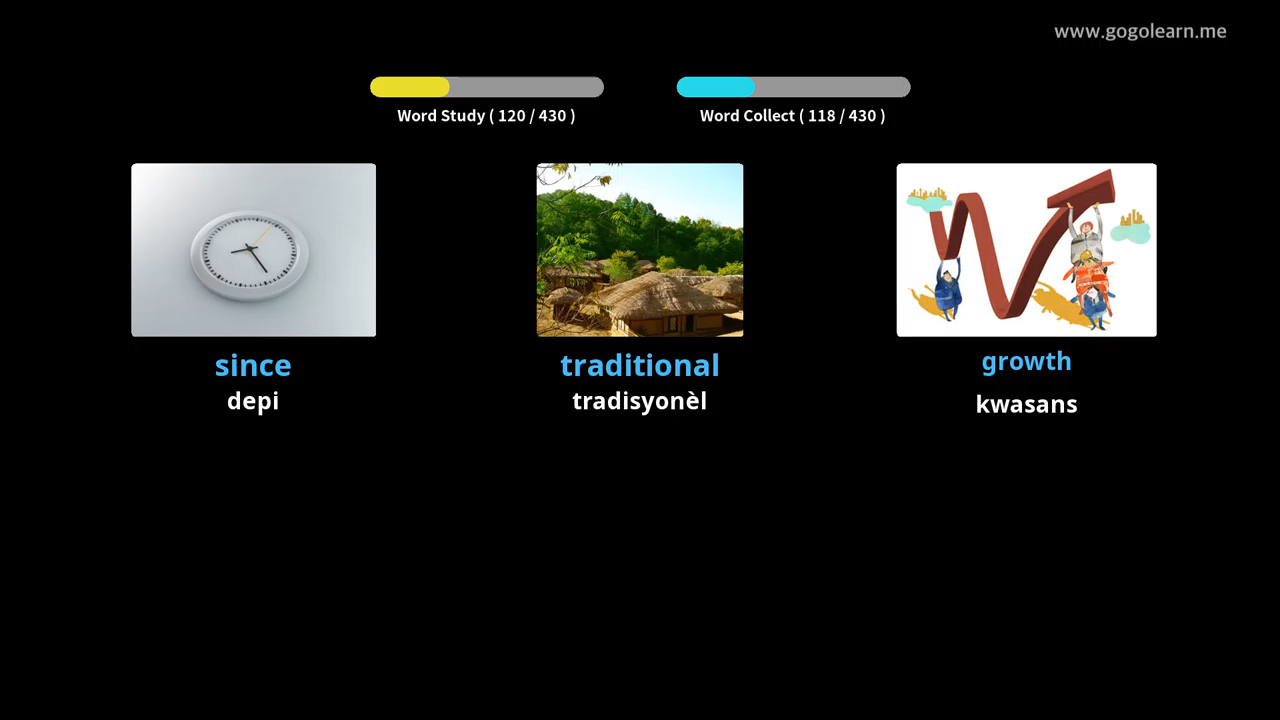 www.gogolearn.me
Word Study ( 120 / 430 )
Word Collect ( 118 / 430 )
since
depi
traditional
tradisyonèl
growth
kwasans